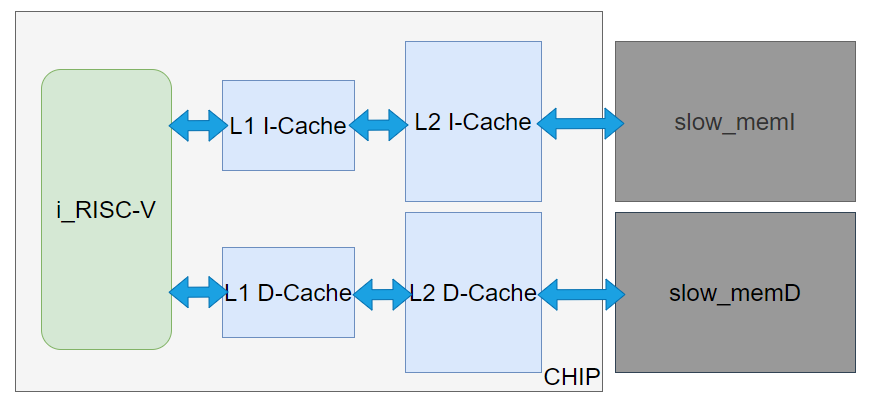 i_RISC-V
L1 I-Cache
L2 I-Cache
slow_memI
L1 D-Cache
L2 D-Cache
slow_memD
CHIP